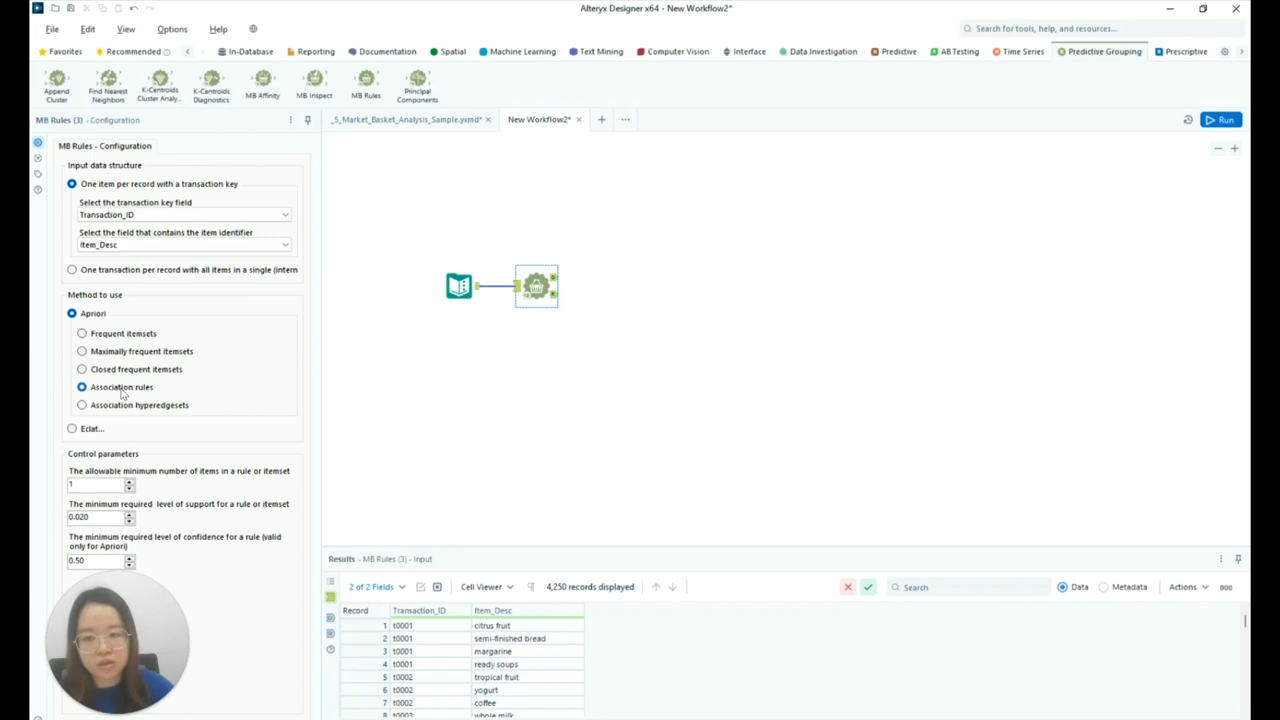 Alteryx Designer x64 - New Workflow2*
File Edit View Options Help
Search for tools, help, and resources...
Favorites Recommended In-Database Reporting Documentation Spatial Machine Learning Text Mining Computer Vision Interface Data Investigation Predictive AB Testing Time Series Predictive Grouping Prescriptive
Append Cluster
Find Nearest Neighbors
K-Centroids Cluster Analy...
K-Centroids Diagnostics
MB Affinity
MB Inspect
MB Rules
Principal Components
MB Rules (3) - Configuration
_5_Market_Basket_Analysis_Sample.yxmd*
New Workflow2*
Run
MB Rules - Configuration
Input data structure
One item per record with a transaction key
Select the transaction key field
Transaction_ID
Select the field that contains the item identifier
Item_Desc
One transaction per record with all items in a single (intern
Method to use
Apriori
Frequent itemsets
Maximally frequent itemsets
Closed frequent itemsets
Association rules
Association hyperedgesets
Eclat...
Control parameters
The allowable minimum number of items in a rule or itemset
1
The minimum required level of support for a rule or itemset
0.020
The minimum required level of confidence for a rule (valid
only for Apriori)
0.50
Results - MB Rules (3) - Input
2 of 2 Fields Cell Viewer 4,250 records displayed Search Data Metadata Actions 000
Record Transaction_ID Item_Desc
1 t0001 citrus fruit
2 t0001 semi-finished bread
3 t0001 margarine
4 t0001 ready soups
5 t0002 tropical fruit
6 t0002 yogurt
7 t0002 coffee
8 t0003 whole milk